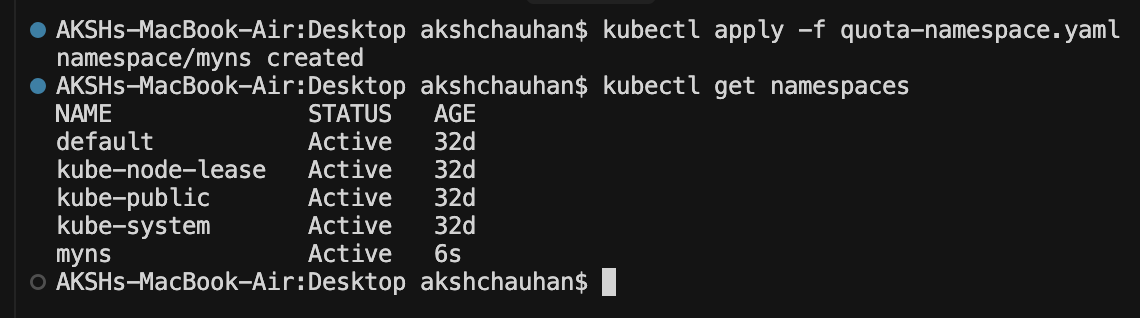 AKSHs-MacBook-Air:Desktop akshchauhan$ kubectl apply -f quota-namespace.yaml
namespace/myns created
AKSHs-MacBook-Air:Desktop akshchauhan$ kubectl get namespaces
NAME              STATUS   AGE
default           Active   32d
kube-node-lease   Active   32d
kube-public       Active   32d
kube-system       Active   32d
myns              Active   6s
AKSHs-MacBook-Air:Desktop akshchauhan$